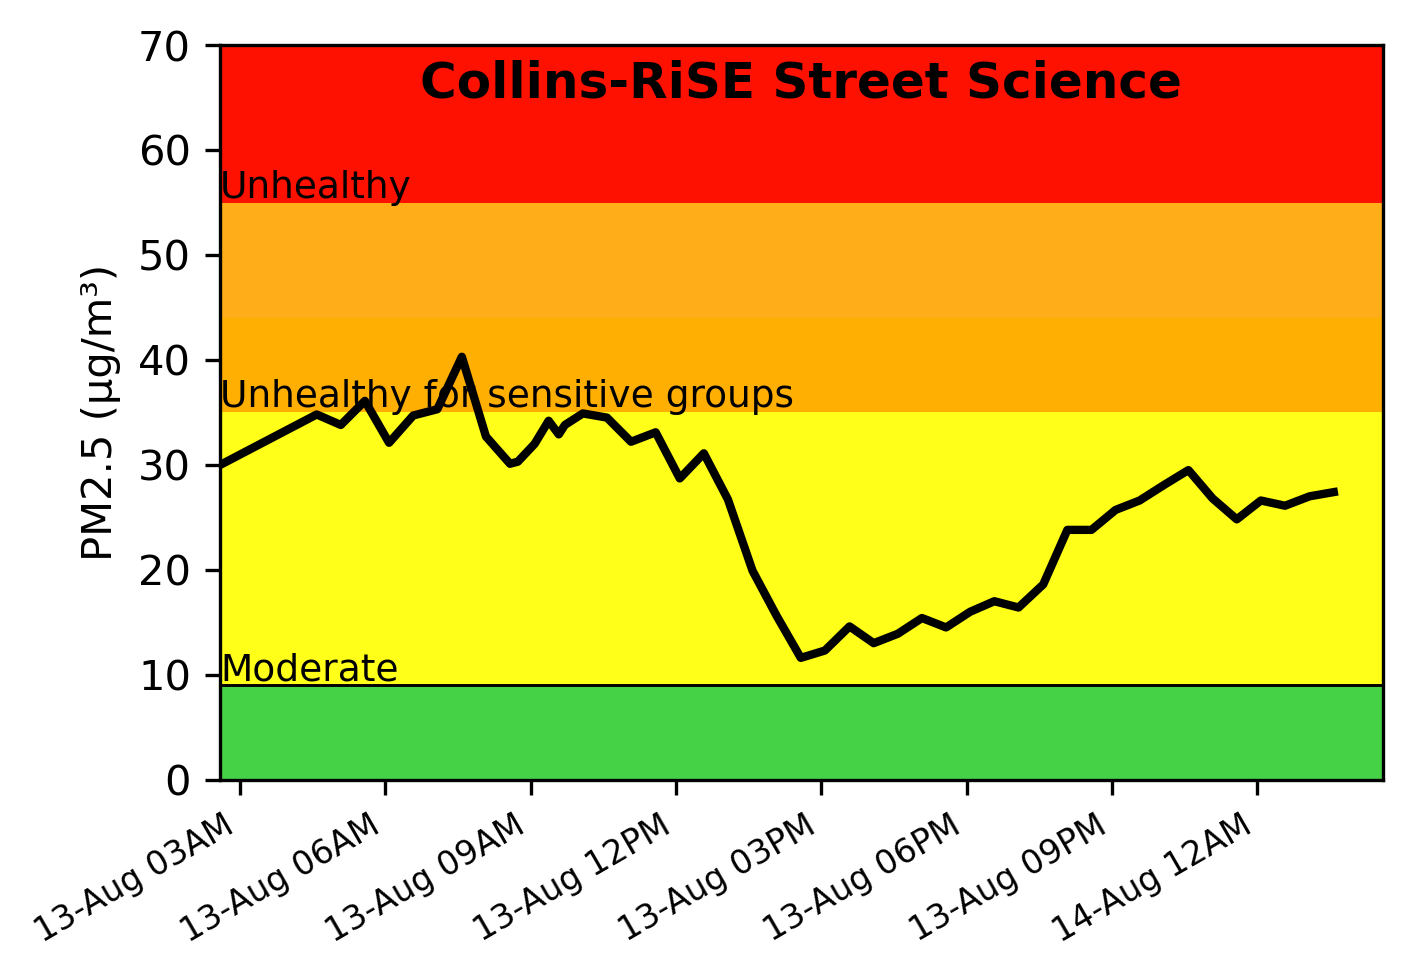 Collins-RiSE Street Science
70
60
Unhealthy
50
40
Unhealthy for sensitive groups
30
20
Moderate
10
0
PM2.5 (µg/m³)
13-Aug 03AM
13-Aug 06AM
13-Aug 09AM
13-Aug 12PM
13-Aug 03PM
13-Aug 06PM
13-Aug 09PM
14-Aug 12AM